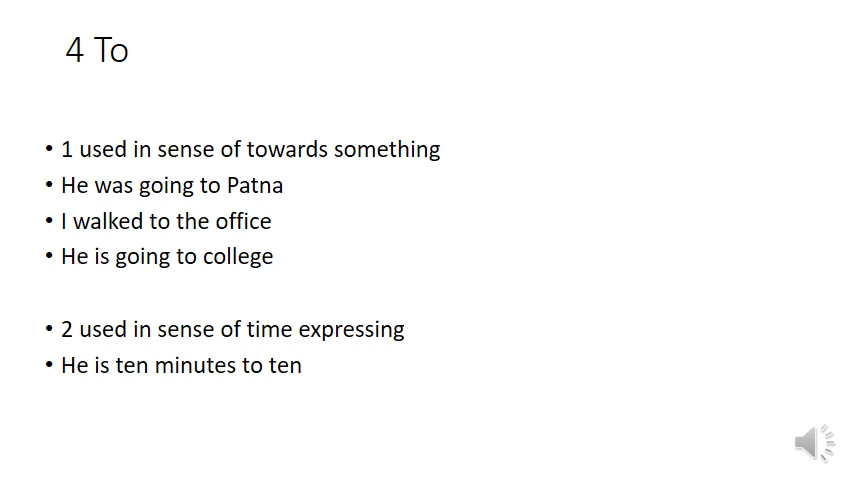 4 To
• 1 used in sense of towards something
• He was going to Patna
• I walked to the office
• He is going to college
• 2 used in sense of time expressing
• He is ten minutes to ten